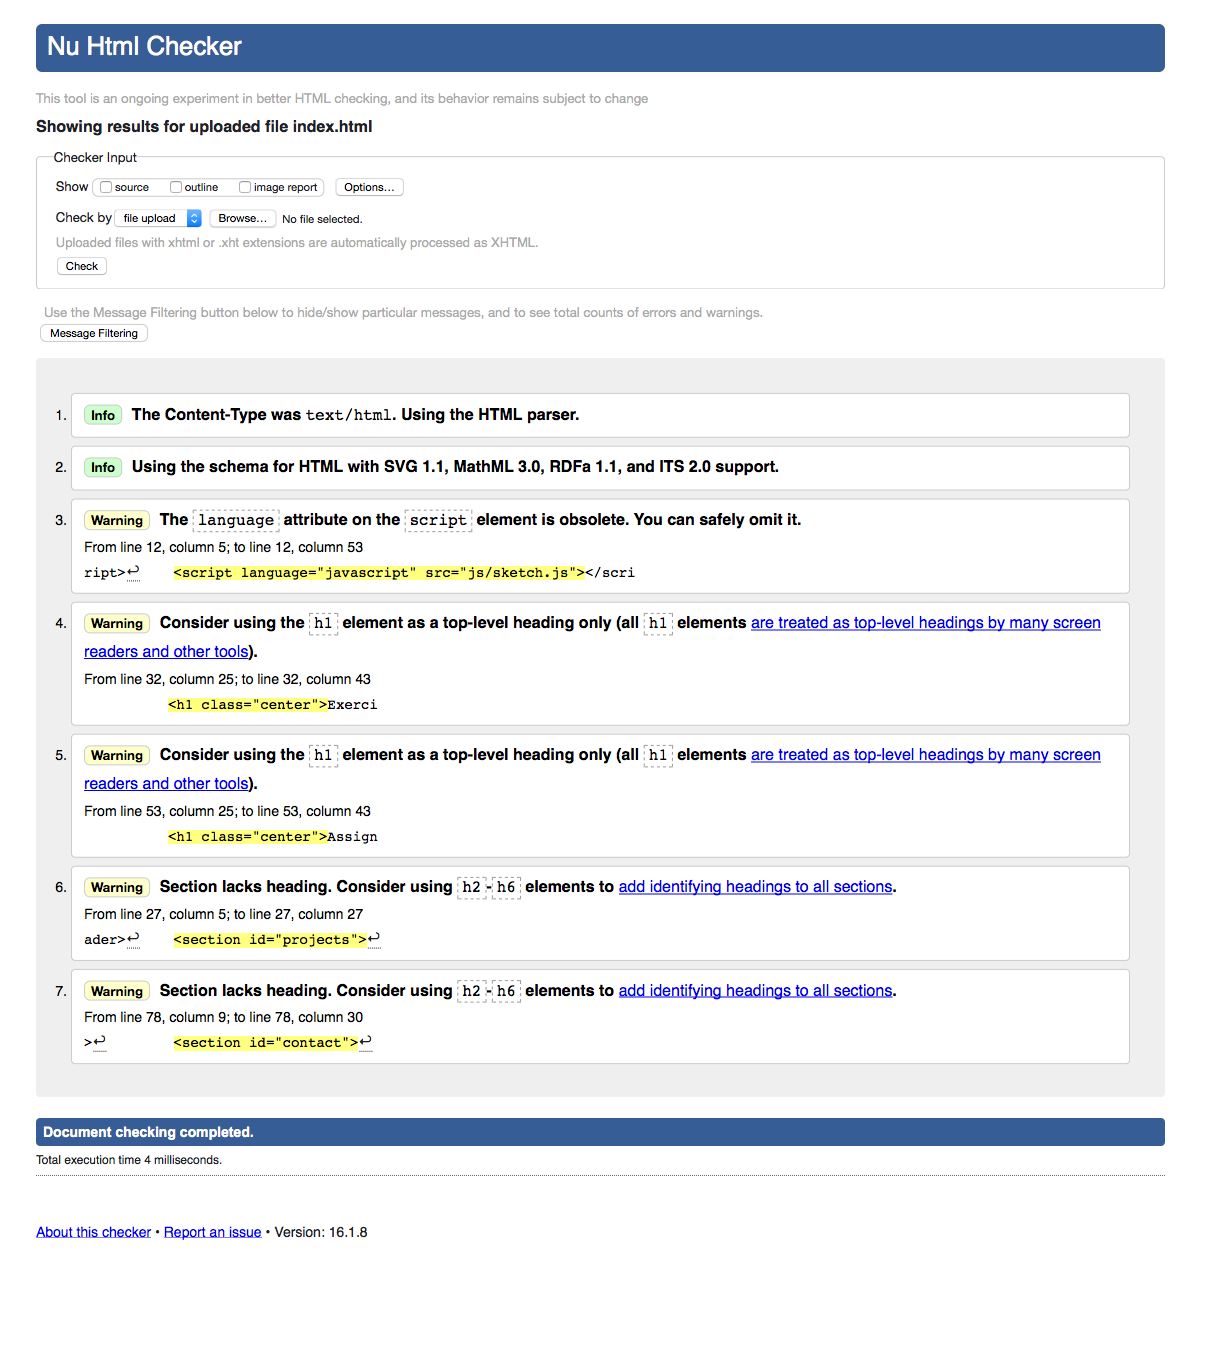 Nu Html Checker
This tool is an ongoing experiment in better HTML checking, and its behavior remains subject to change
Showing results for uploaded file index.html
Checker Input
Show source outline image report Options...
Check by file upload Browse... No file selected.
Uploaded files with xhtml or .xht extensions are automatically processed as XHTML.
Check
Use the Message Filtering button below to hide/show particular messages, and to see total counts of errors and warnings.
Message Filtering
1. Info The Content-Type was text/html. Using the HTML parser.
2. Info Using the schema for HTML with SVG 1.1, MathML 3.0, RDFa 1.1, and ITS 2.0 support.
3. Warning The language attribute on the script element is obsolete. You can safely omit it.
From line 12, column 5; to line 12, column 53
ript>↩ <script language="javascript" src="js/sketch.js"></scri
4. Warning Consider using the h1 element as a top-level heading only (all h1 elements are treated as top-level headings by many screen
readers and other tools).
From line 32, column 25; to line 32, column 43
<h1 class="center">Exerci
5. Warning Consider using the h1 element as a top-level heading only (all h1 elements are treated as top-level headings by many screen
readers and other tools).
From line 53, column 25; to line 53, column 43
<h1 class="center">Assign
6. Warning Section lacks heading. Consider using h2-h6 elements to add identifying headings to all sections.
From line 27, column 5; to line 27, column 27
ader>↩ <section id="projects">↩
7. Warning Section lacks heading. Consider using h2-h6 elements to add identifying headings to all sections.
From line 78, column 9; to line 78, column 30
>↩ <section id="contact">↩
Document checking completed.
Total execution time 4 milliseconds.
About this checker • Report an issue • Version: 16.1.8